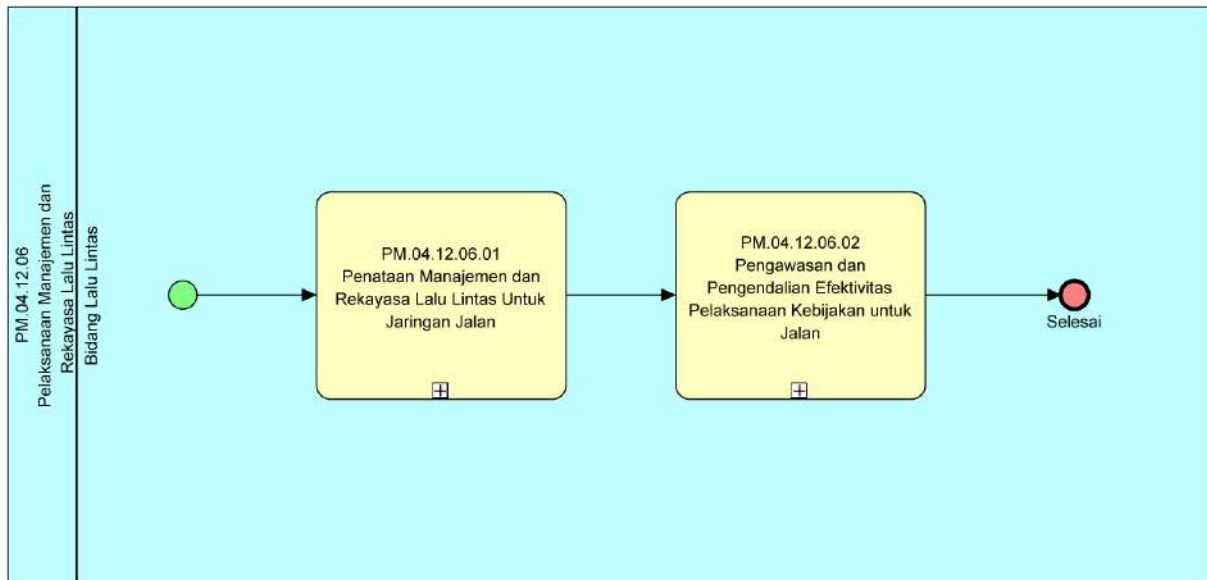 PM.04.12.06
Pelaksanaan Manajemen dan
Rekayasa Lalu Lintas
Bidang Lalu Lintas
PM.04.12.06.01
Penataan Manajemen dan
Rekayasa Lalu Lintas Untuk
Jaringan Jalan
PM.04.12.06.02
Pengawasan dan
Pengendalian Efektivitas
Pelaksanaan Kebijakan untuk
Jalan
Selesai